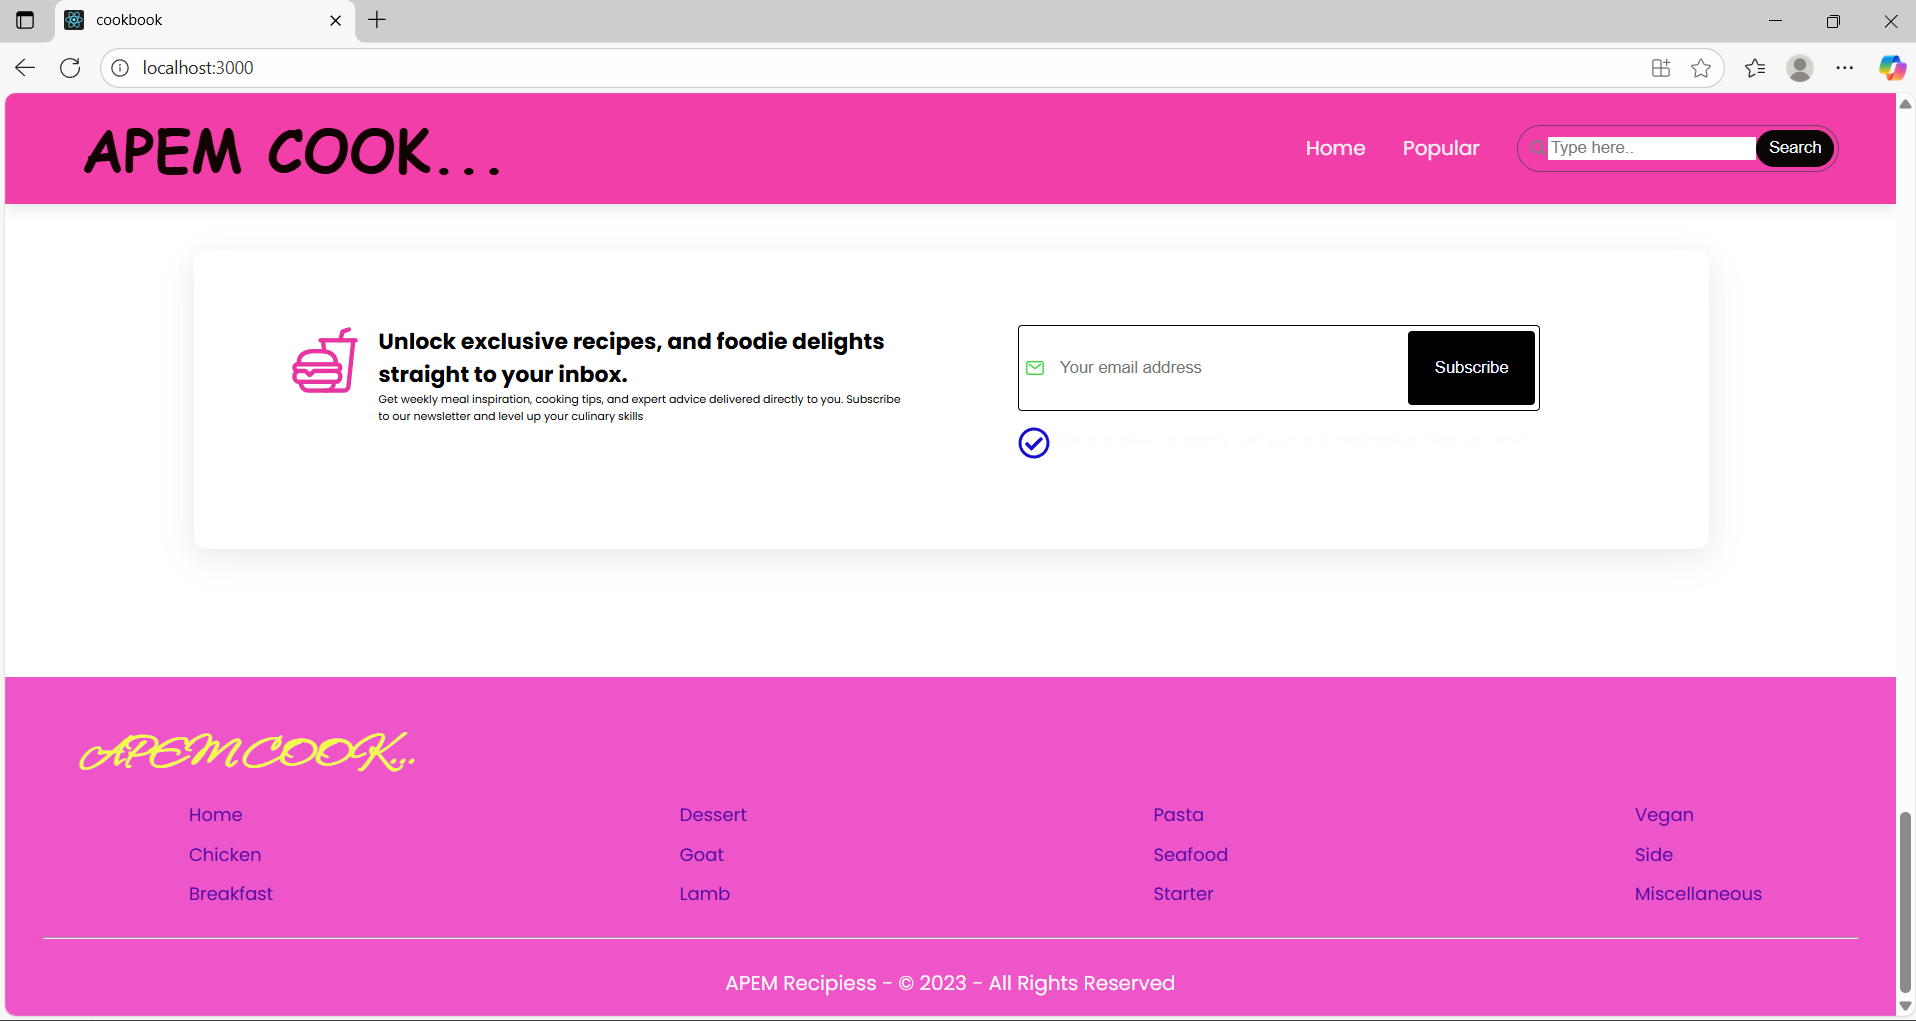 cookbook
localhost:3000
APEM COOK...
Home
Popular
Type here..
Search
Unlock exclusive recipes, and foodie delights
straight to your inbox.
Get weekly meal inspiration, cooking tips, and expert advice delivered directly to you. Subscribe
to our newsletter and level up your culinary skills
Your email address
Subscribe
APEM COOK...
Home
Dessert
Pasta
Vegan
Chicken
Goat
Seafood
Side
Breakfast
Lamb
Starter
Miscellaneous
APEM Recipiess - © 2023 - All Rights Reserved